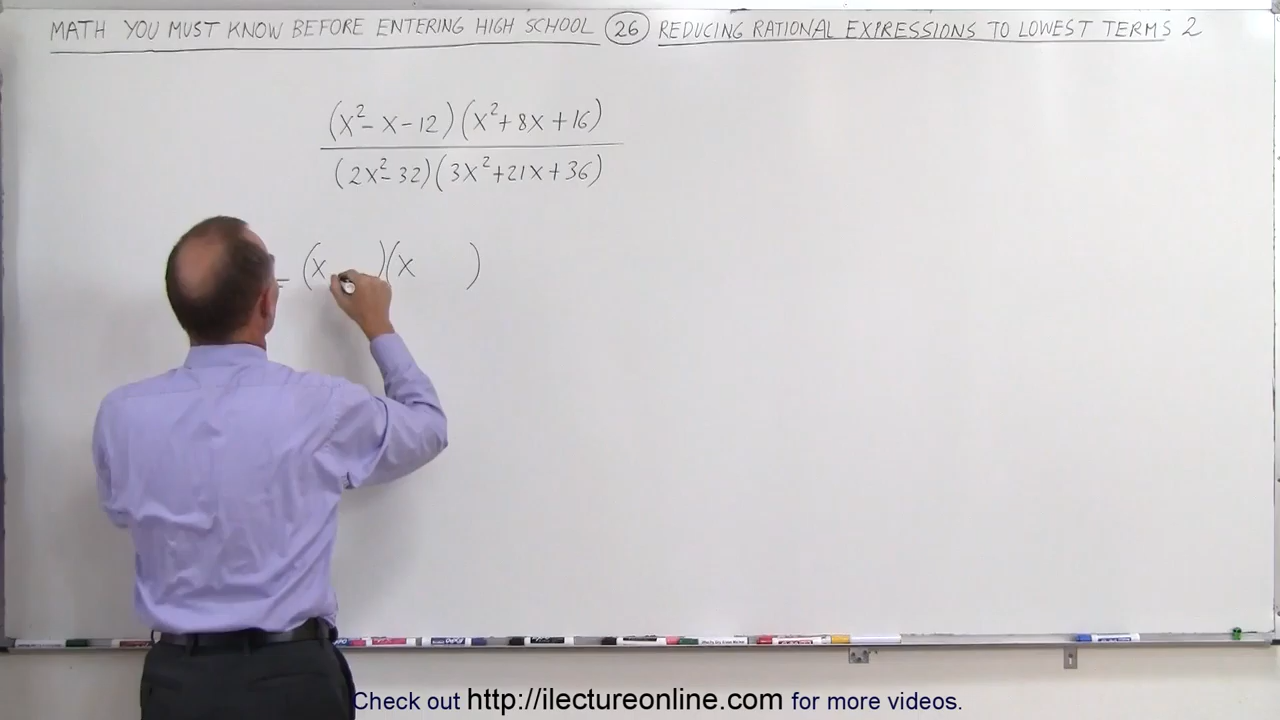 MATH YOU MUST KNOW BEFORE ENTERING HIGH SCHOOL 26 REDUCING RATIONAL EXPRESSIONS TO LOWEST TERMS 2
(x²-x-12)(x²+8x+16)
(2x²-32)(3x²+21x+36)
= (x )(x )
Check out http://ilectureonline.com for more videos.